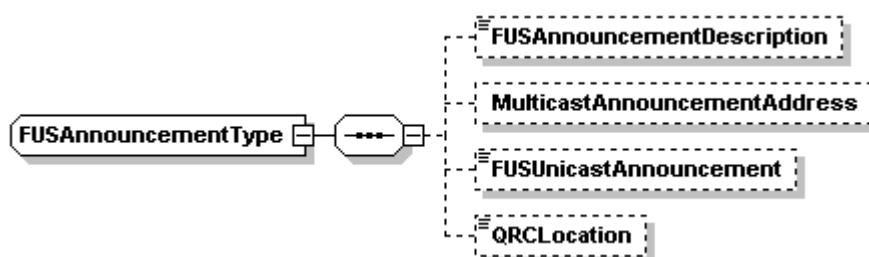 FUSAnnouncementDescription
MulticastAnnouncementAddress
FUSAnnouncementType
FUSUnicastAnnouncement
QRCLocation